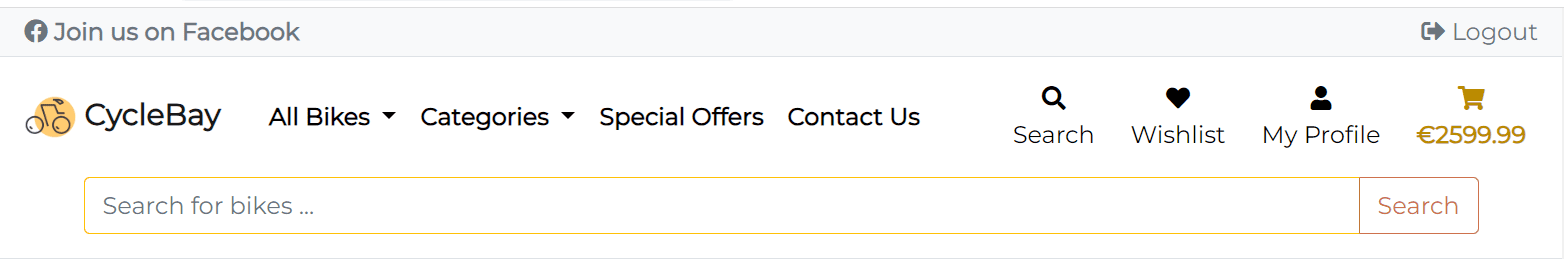 Join us on Facebook
Logout
CycleBay
All Bikes
Categories
Special Offers
Contact Us
Search
Wishlist
My Profile
€2599.99
Search for bikes ...
Search